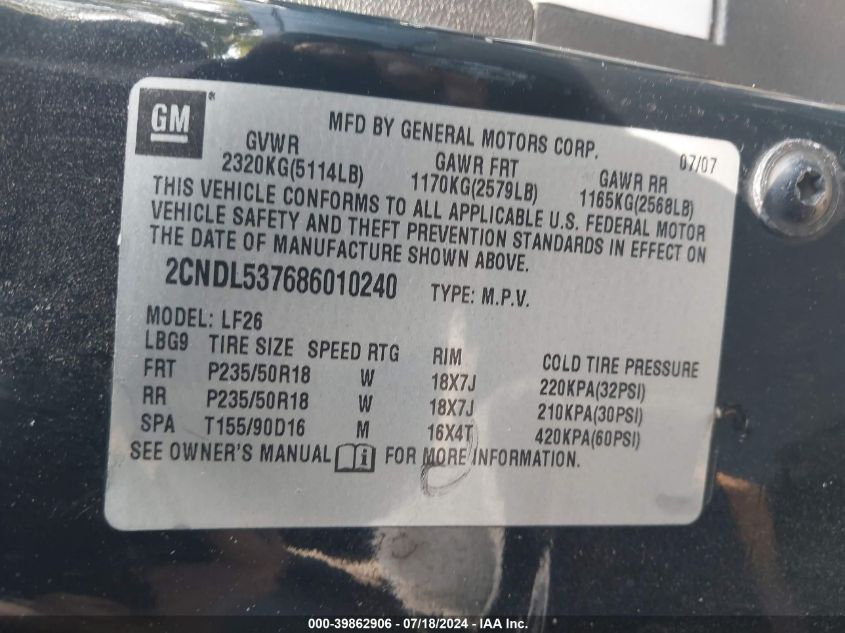 GM
MFD BY GENERAL MOTORS CORP. 07/07
GVWR GAWR FRT GAWR RR
2320KG(5114LB) 1170KG(2579LB) 1165KG(2568LB)
THIS VEHICLE CONFORMS TO ALL APPLICABLE U.S. FEDERAL MOTOR
VEHICLE SAFETY AND THEFT PREVENTION STANDARDS IN EFFECT ON
THE DATE OF MANUFACTURE SHOWN ABOVE.
2CNDL537686010240 TYPE: M.P.V.
MODEL: LF26
LBG9 TIRE SIZE SPEED RTG RIM COLD TIRE PRESSURE
FRT P235/50R18 W 18X7J 220KPA(32PSI)
RR P235/50R18 W 18X7J 210KPA(30PSI)
SPA T155/90D16 M 16X4T 420KPA(60PSI)
SEE OWNER'S MANUAL i FOR MORE INFORMATION.
000-39862906 / 07/18/2024 - IAA Inc.